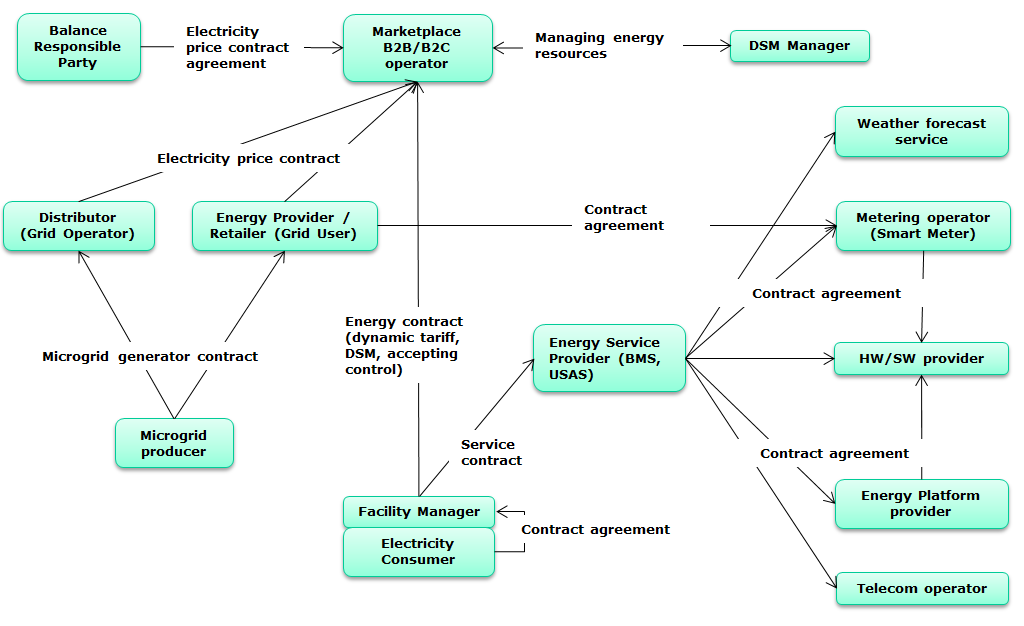 Balance
Responsible
Party
Electricity
price contract
agreement
Marketplace
B2B/B2C
operator
Managing energy
resources
DSM Manager
Weather forecast
service
Electricity price contract
Distributor
(Grid Operator)
Energy Provider /
Retailer (Grid User)
Contract
agreement
Metering operator
(Smart Meter)
Contract agreement
Energy contract
(dynamic tariff,
DSM, accepting
control)
Energy Service
Provider (BMS,
USAS)
HW/SW provider
Microgrid generator contract
Microgrid
producer
Service
contract
Contract agreement
Energy Platform
provider
Facility Manager
Contract agreement
Electricity
Consumer
Telecom operator